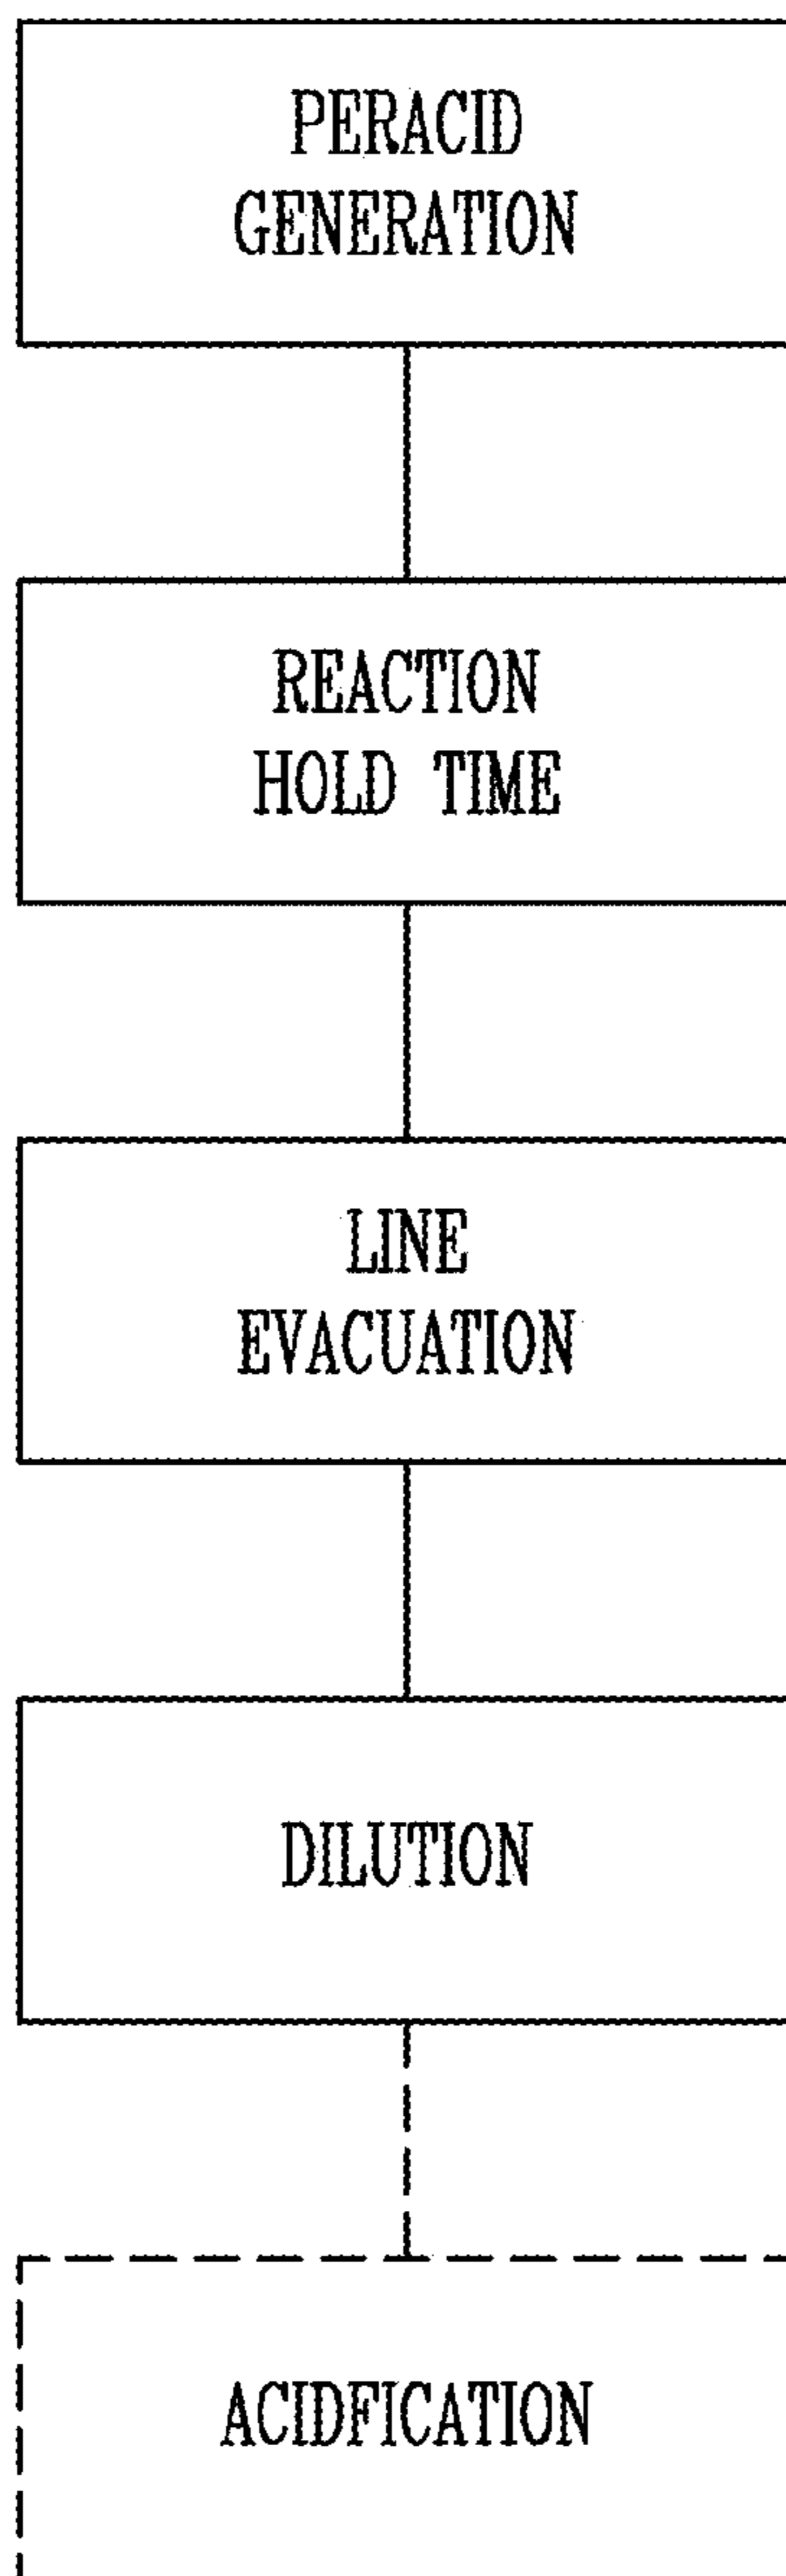 PERACID
GENERATION
REACTION
HOLD TIME
LINE
EVACUATION
DILUTION
ACIDFICATION